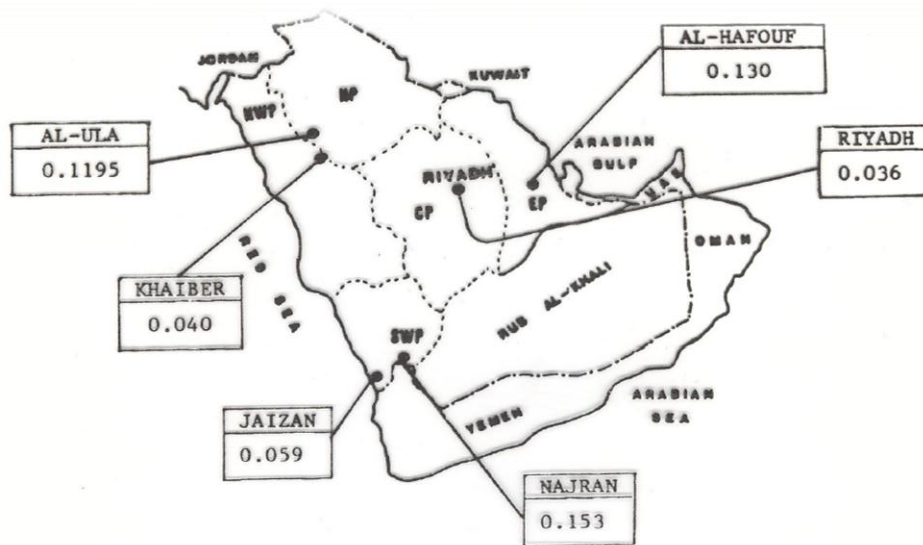 AL-HAFOUF
0.130
JORDAN
KUWAIT
NWP
NP
ARABIAN
GULF
RIYADH
0.036
AL-ULA
0.1195
RIYADH
EP
CP
UAE
OMAN
RED
SEA
KHAIBER
0.040
RUB AL-KHALI
SWP
ARABIAN
SEA
YEMEN
JAIZAN
0.059
NAJRAN
0.153